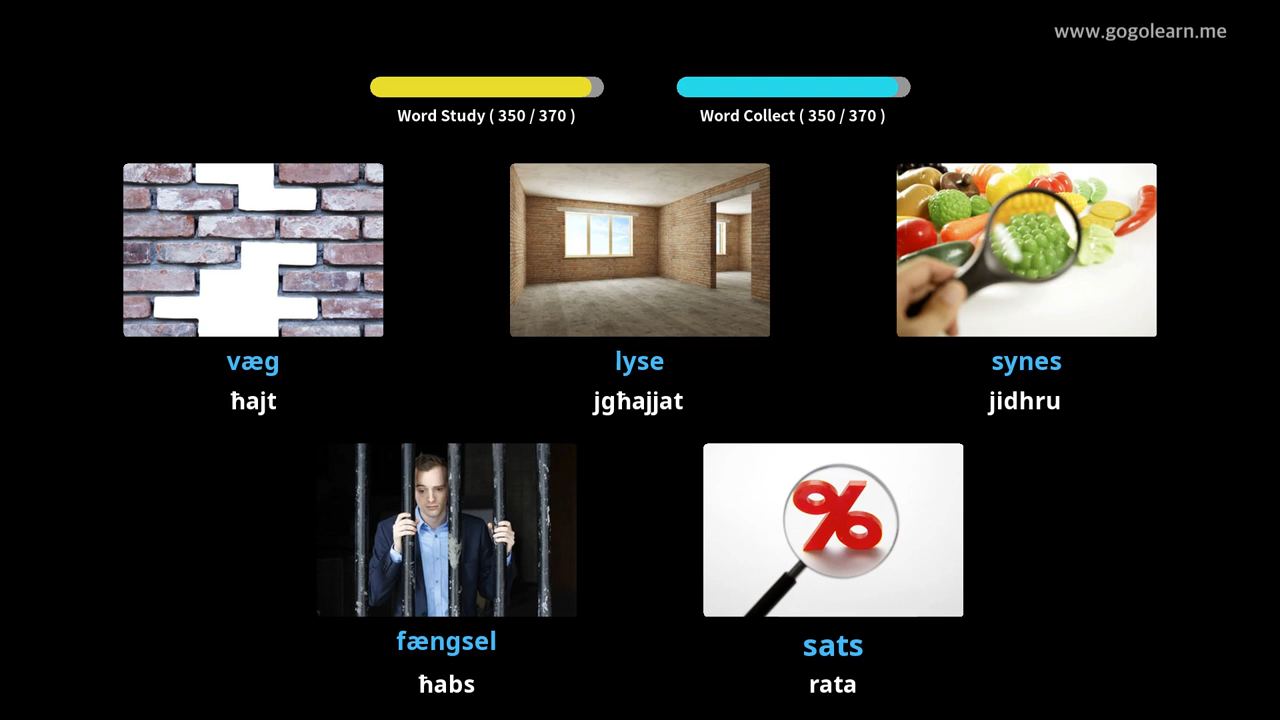 www.gogolearn.me
Word Study ( 350 / 370 )
Word Collect ( 350 / 370 )
væg
lyse
synes
ħajt
jgħajjat
jidhru
fængsel
sats
ħabs
rata